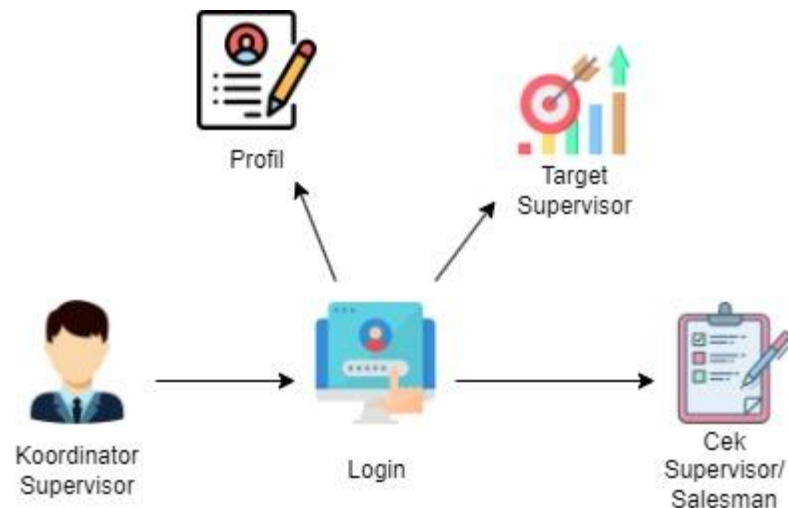 Profil
Target
Supervisor
Koordinator
Supervisor
Login
Cek
Supervisor/
Salesman